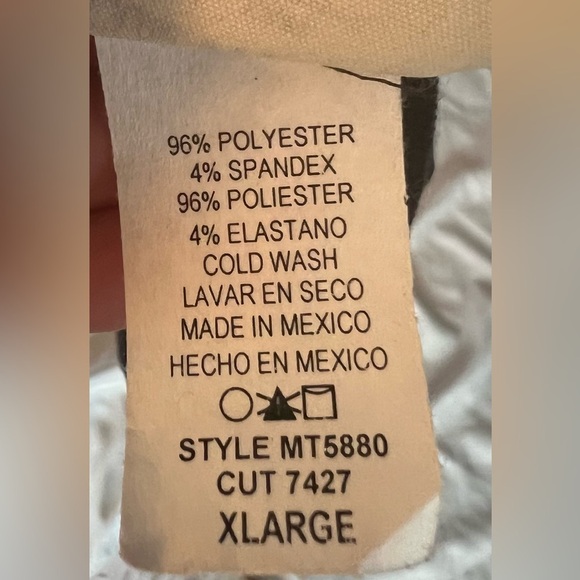 96% POLYESTER
4% SPANDEX
96% POLIESTER
4% ELASTANO
COLD WASH
LAVAR EN SECO
MADE IN MEXICO
HECHO EN MEXICO
STYLE MT5880
CUT 7427
XLARGE